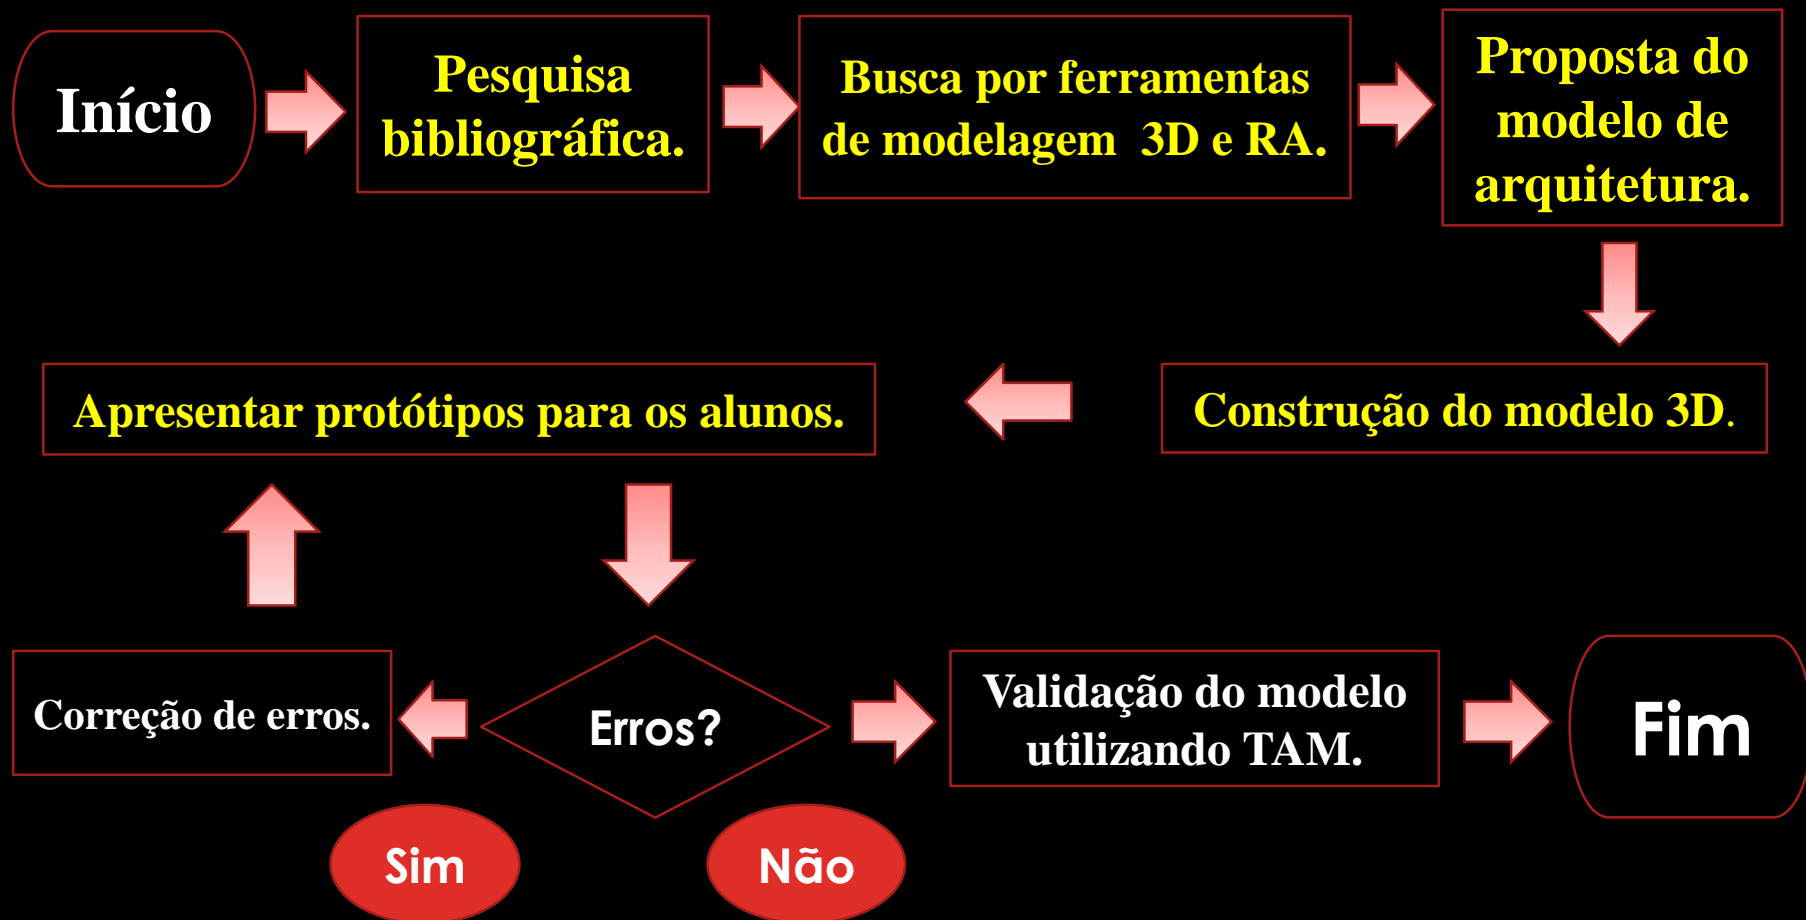 Início
Pesquisa
bibliográfica.
Busca por ferramentas
de modelagem 3D e RA.
Proposta do
modelo de
arquitetura.
Apresentar protótipos para os alunos.
Construção do modelo 3D.
Correção de erros.
Erros?
Validação do modelo
utilizando TAM.
Fim
Sim
Não